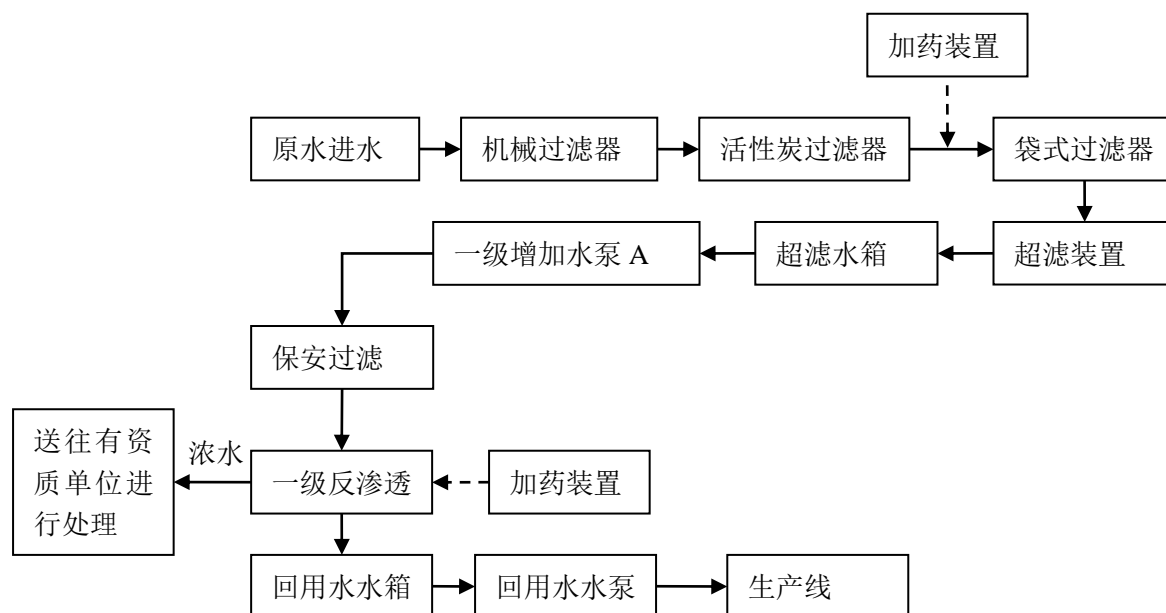 加药装置
原水进水
机械过滤器
活性炭过滤器
袋式过滤器
一级增加水泵 A
超滤水箱
超滤装置
保安过滤
送往有资
质单位进
行处理
浓水
一级反渗透
加药装置
回用水水箱
回用水水泵
生产线